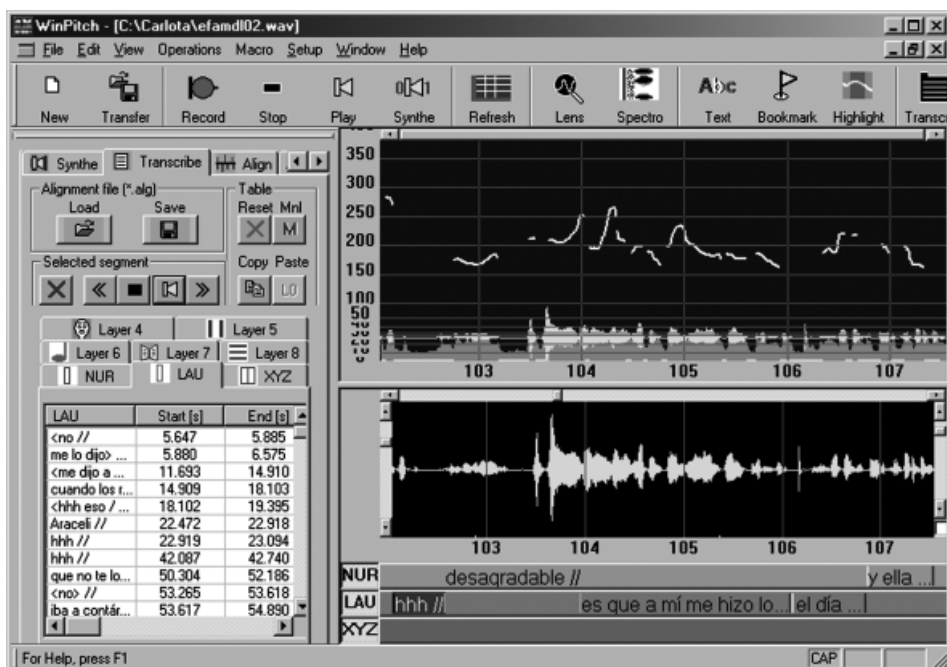 WinPitch - [C:\Carlota\efamdl02.wav]
File Edit View Operations Macro Setup Window Help
New Transfer Record Stop Play Synthe Refresh Lens Spectro Text Bookmark Highlight Transc
Abc
Synthe Transcribe Align
Alignment file (*.alg) Table
Load Save Reset Mnl
M
Selected segment Copy Paste
LO
Layer 4 Layer 5
Layer 6 Layer 7 Layer 8
NUR LAU XYZ
LAU Start [s] End [s]
<no // 5.647 5.885
me lo dijo> ... 5.880 6.575
<me dijo a ... 11.693 14.910
cuando los r... 14.909 18.103
<hhh eso / ... 18.102 19.395
Araceli // 22.472 22.918
hhh // 22.919 23.094
hhh // 42.087 42.740
que no te lo... 50.304 52.186
<no> // 53.265 53.618
iba a contár... 53.617 54.890
350
300
250
200
150
100
50
0
103 104 105 106 107
103 104 105 106 107
NUR desagradable // y ella ...
LAU hhh // es que a mí me hizo lo... el día ...
XYZ
For Help, press F1 CAP